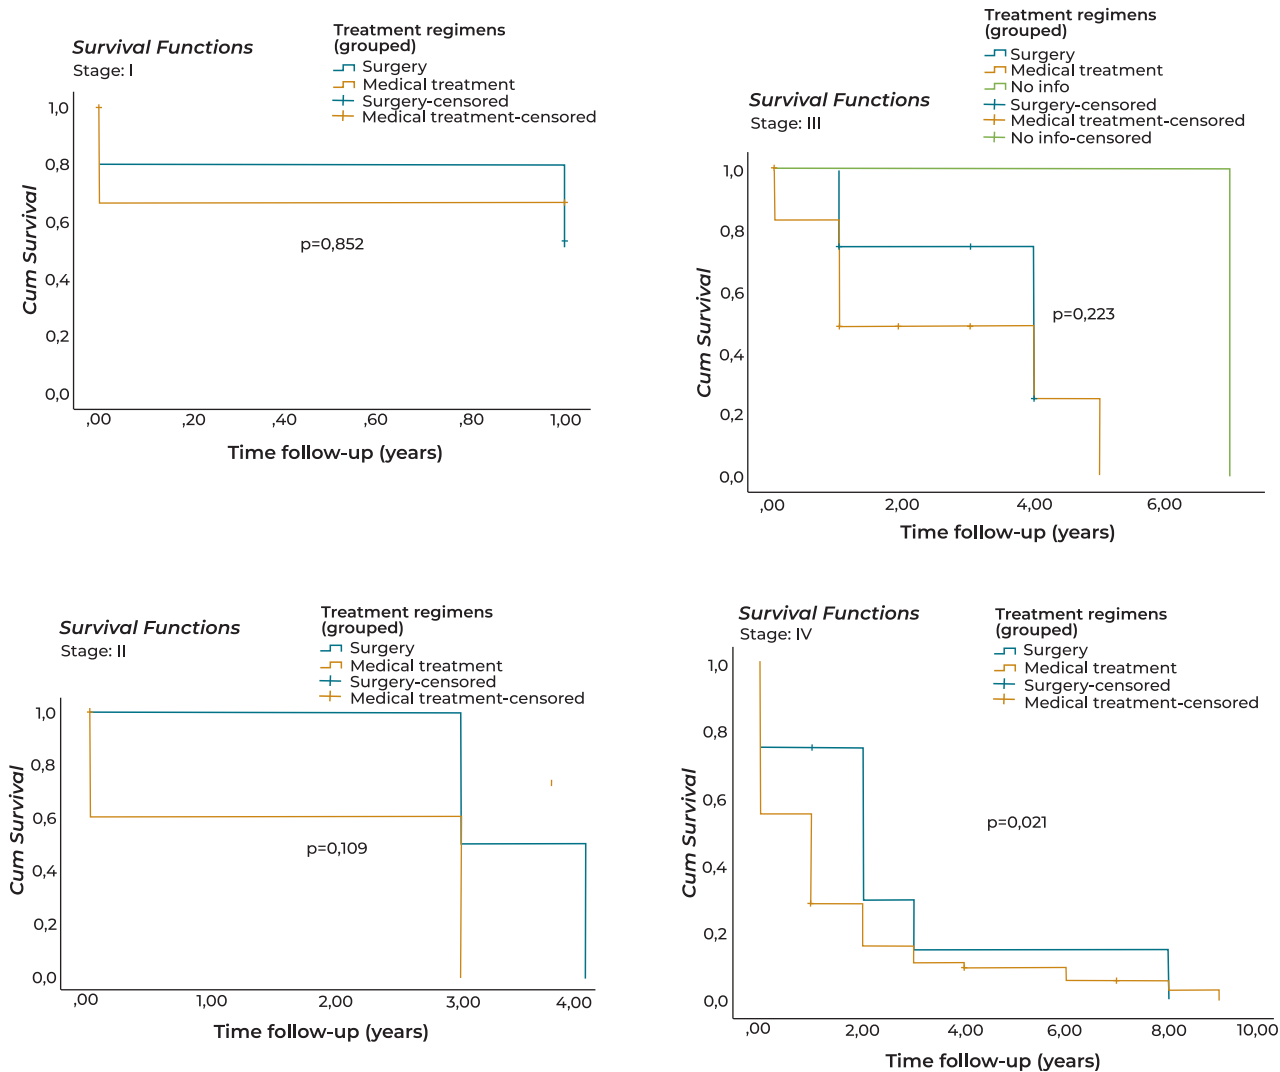 Survival Functions
Stage: I
Treatment regimens
(grouped)
Surgery
Medical treatment
Surgery-censored
Medical treatment-censored
Cum Survival
1,0
0,8
0,6
0,4
0,2
0,0
p=0,852
,00
,20
,40
,60
,80
1,00
Time follow-up (years)
Survival Functions
Stage: III
Treatment regimens
(grouped)
Surgery
Medical treatment
No info
Surgery-censored
Medical treatment-censored
No info-censored
Cum Survival
1,0
0,8
0,6
0,4
0,2
0,0
p=0,223
,00
2,00
4,00
6,00
Time follow-up (years)
Survival Functions
Stage: II
Treatment regimens
(grouped)
Surgery
Medical treatment
Surgery-censored
Medical treatment-censored
Cum Survival
1,0
0,8
0,6
0,4
0,2
0,0
p=0,109
,00
1,00
2,00
3,00
4,00
Time follow-up (years)
Survival Functions
Stage: IV
Treatment regimens
(grouped)
Surgery
Medical treatment
Surgery-censored
Medical treatment-censored
Cum Survival
1,0
0,8
0,6
0,4
0,2
0,0
p=0,021
,00
2,00
4,00
6,00
8,00
10,00
Time follow-up (years)